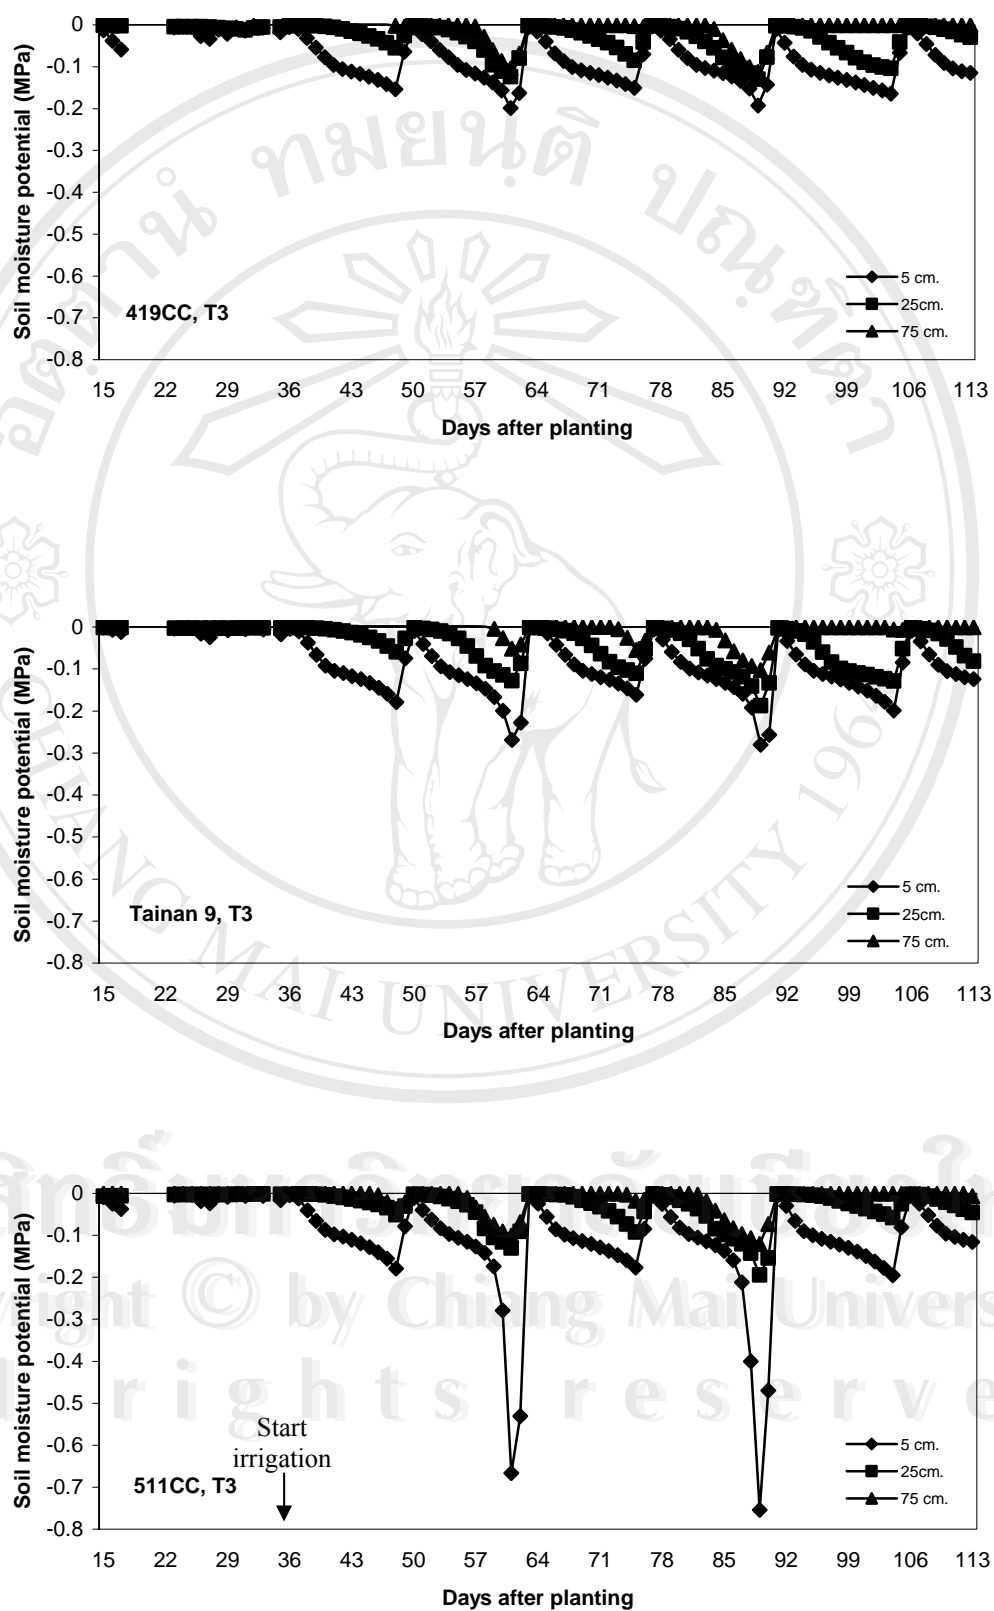 Soil moisture potential (MPa)
0
-0.1
-0.2
-0.3
-0.4
-0.5
-0.6
-0.7
-0.8
419CC, T3
5 cm.
25cm.
75 cm.
15 22 29 36 43 50 57 64 71 78 85 92 99 106 113
Days after planting
Soil moisture potential (MPa)
0
-0.1
-0.2
-0.3
-0.4
-0.5
-0.6
-0.7
-0.8
Tainan 9, T3
5 cm.
25cm.
75 cm.
15 22 29 36 43 50 57 64 71 78 85 92 99 106 113
Days after planting
CHIANG MAI UNIVERSITY 1964
Soil moisture potential (MPa)
0
-0.1
-0.2
-0.3
-0.4
-0.5
-0.6
-0.7
-0.8
© by Chiang Mai
rights reserve
Start
irrigation
511CC, T3
5 cm.
25cm.
75 cm.
15 22 29 36 43 50 57 64 71 78 85 92 99 106 113
Days after planting